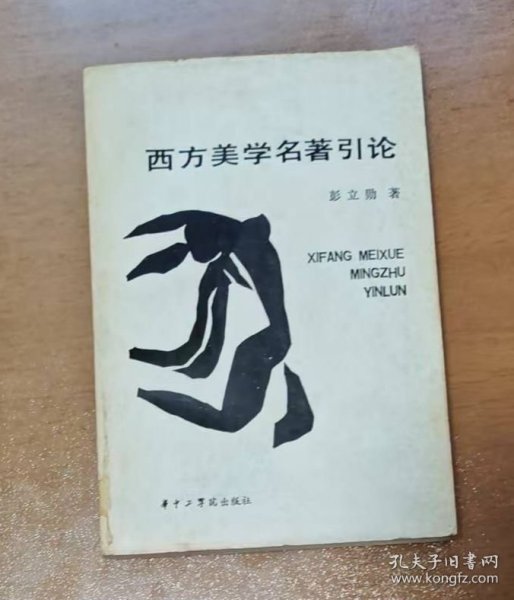 西方美学名著引论
彭立勋 著
XIFANG MEIXUE
MINGZHU
YINLUN
华中工学院出版社
孔夫子旧书网
www.kongfz.com